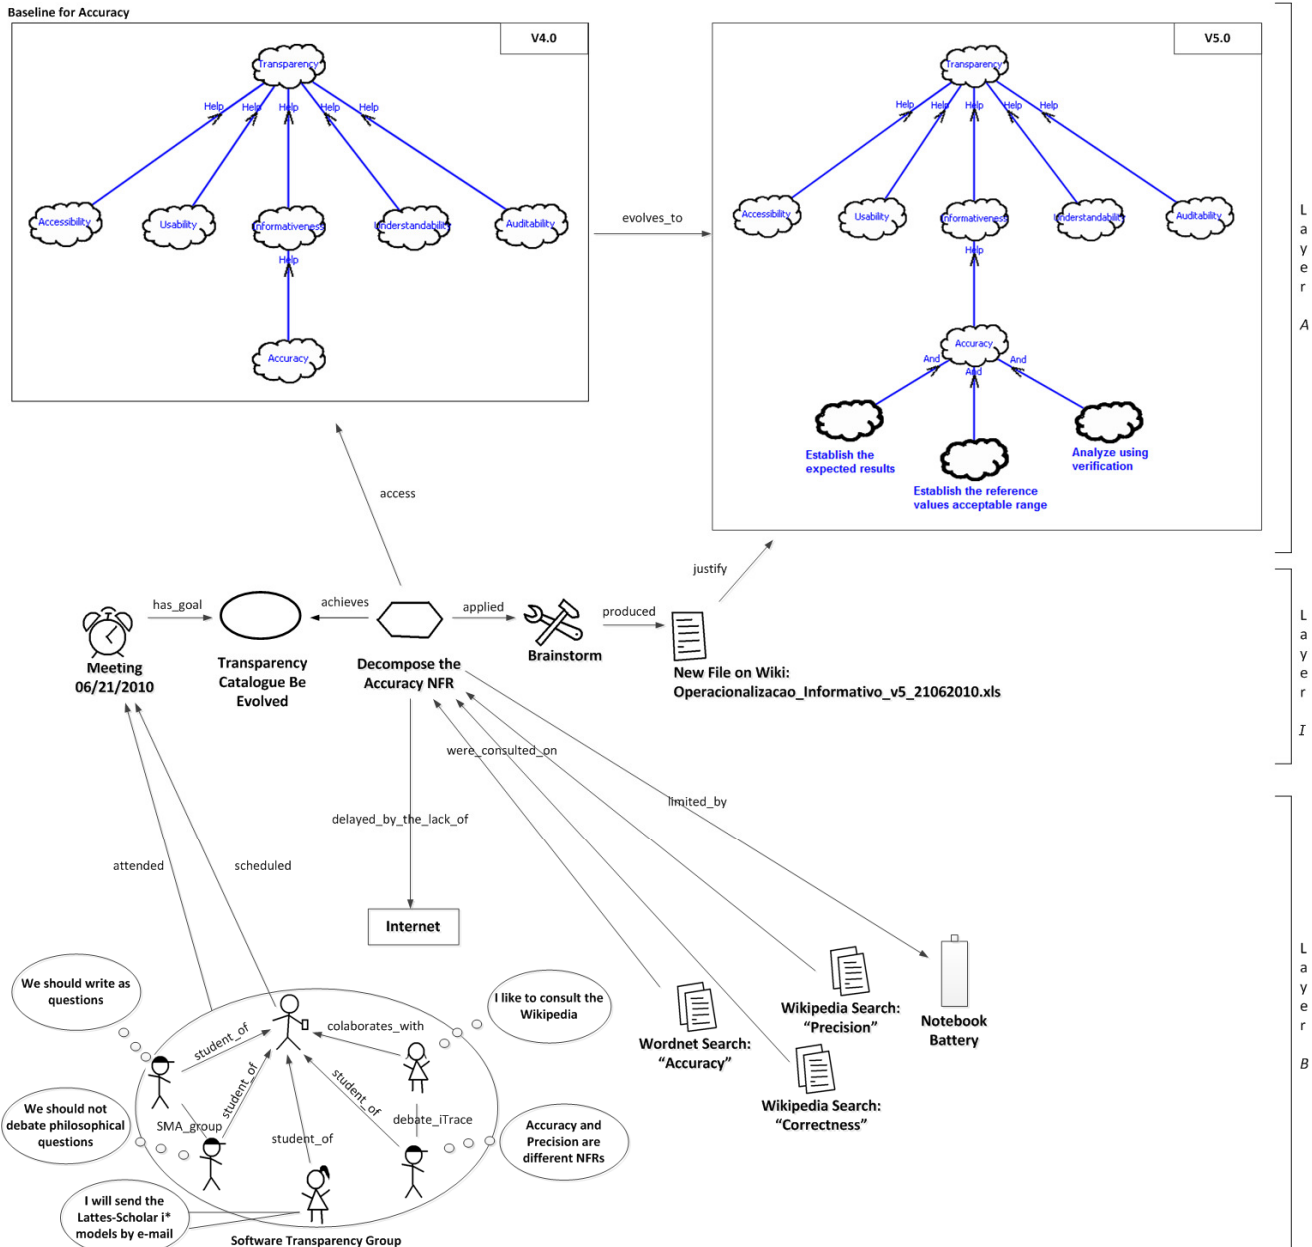 Baseline for Accuracy
V4.0
Transparency
Help
Help
Help
Help
Help
Accessibility
Usability
Informativeness
Understandability
Auditability
Help
Accuracy
evolves_to
V5.0
Transparency
Help
Help
Help
Help
Help
Accessibility
Usability
Informativeness
Understandability
Auditability
Help
Accuracy
And
And
And
Establish the
expected results
Establish the reference
values acceptable range
Analyze using
verification
Layer A
access
justify
has_goal
achieves
applied
produced
Meeting
06/21/2010
Transparency
Catalogue Be
Evolved
Decompose the
Accuracy NFR
Brainstorm
New File on Wiki:
Operacionalizacao_Informativo_v5_21062010.xls
Layer I
were_consulted_on
limited_by
delayed_by_the_lack_of
attended
scheduled
Internet
Wordnet Search:
“Accuracy”
Wikipedia Search:
“Precision”
Wikipedia Search:
“Correctness”
Notebook
Battery
Layer B
We should write as
questions
I like to consult the
Wikipedia
student_of
colaborates_with
student_of
student_of
student_of
We should not
debate philosophical
questions
SMA_group
debate_iTrace
Accuracy and
Precision are
different NFRs
I will send the
Lattes-Scholar i*
models by e-mail
Software Transparency Group